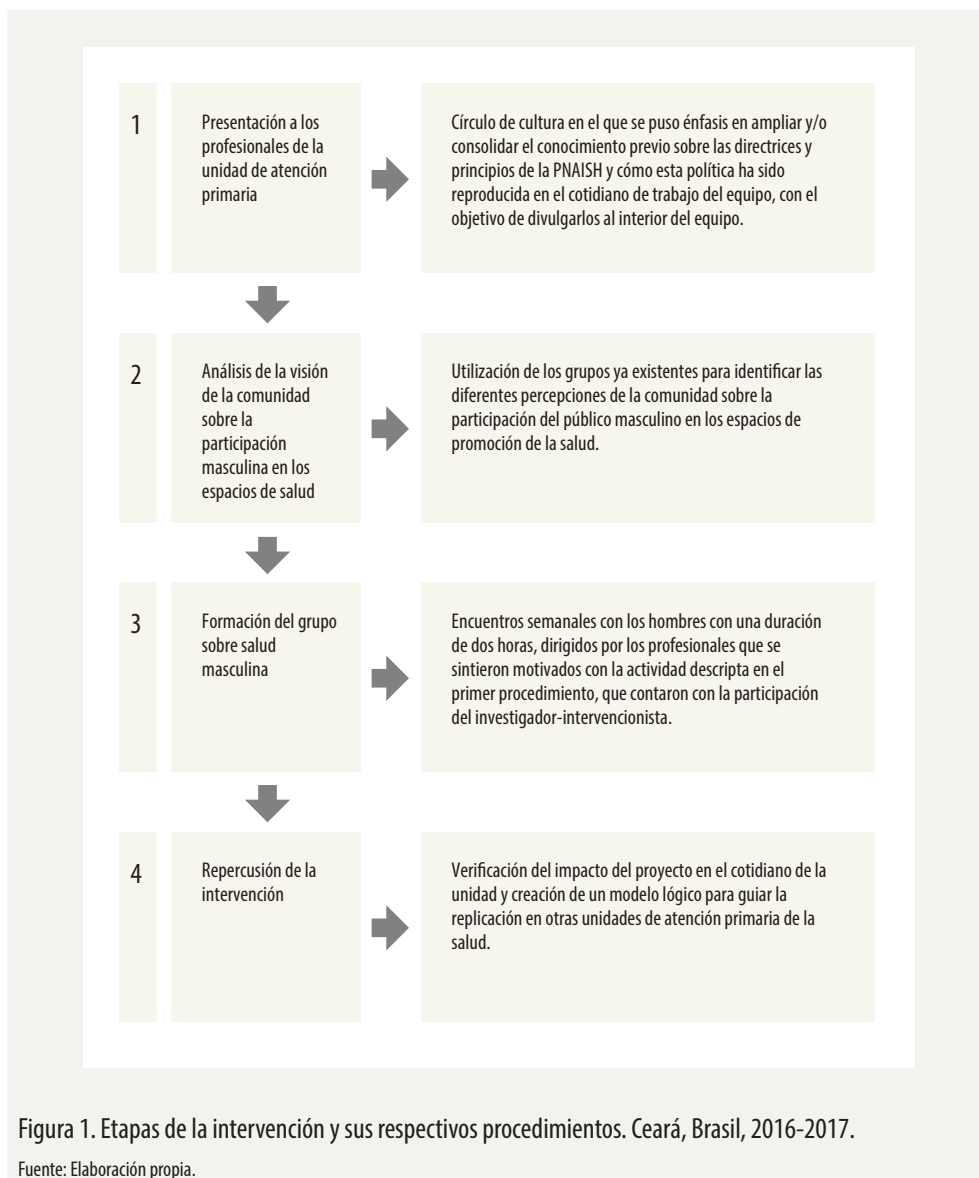 1
Presentación a los
profesionales de la
unidad de atención
primaria
Círculo de cultura en el que se puso énfasis en ampliar y/o
consolidar el conocimiento previo sobre las directrices y
principios de la PNAISH y cómo esta política ha sido
reproducida en el cotidiano de trabajo del equipo, con el
objetivo de divulgarlos al interior del equipo.
2
Análisis de la visión
de la comunidad
sobre la
participación
masculina en los
espacios de salud
Utilización de los grupos ya existentes para identificar las
diferentes percepciones de la comunidad sobre la
participación del público masculino en los espacios de
promoción de la salud.
3
Formación del grupo
sobre salud
masculina
Encuentros semanales con los hombres con una duración
de dos horas, dirigidos por los profesionales que se
sintieron motivados con la actividad descripta en el
primer procedimiento, que contaron con la participación
del investigador-intervencionista.
4
Repercusión de la
intervención
Verificación del impacto del proyecto en el cotidiano de la
unidad y creación de un modelo lógico para guiar la
replicación en otras unidades de atención primaria de la
salud.
Figura 1. Etapas de la intervención y sus respectivos procedimientos. Ceará, Brasil, 2016-2017.
Fuente: Elaboración propia.